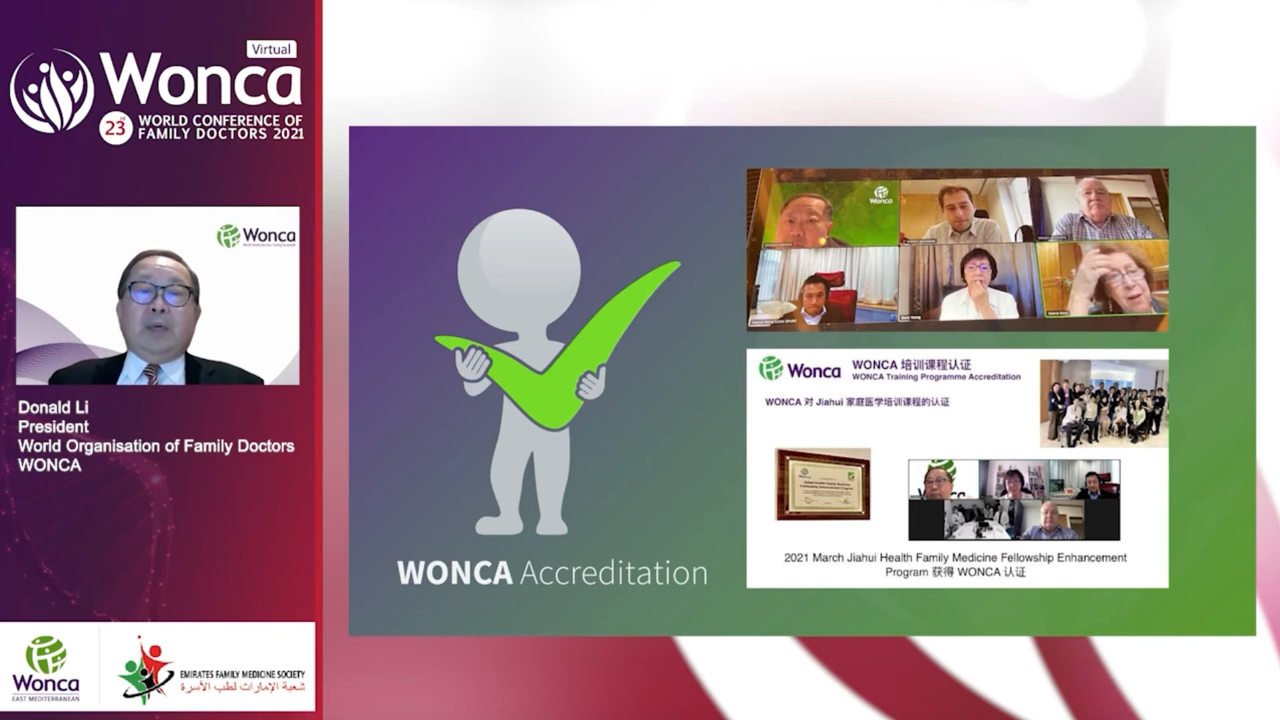 Virtual
Wonca
23rd
WORLD CONFERENCE OF
FAMILY DOCTORS 2021
Wonca
Donald Li
President
World Organisation of Family Doctors
WONCA
Wonca
EAST MEDITERRANEAN
EMIRATES FAMILY MEDICINE SOCIETY
شعبة الإمارات لطب الأسرة
WONCA Accreditation
Wonca
Wonca
WONCA 培训课程认证
WONCA Training Programme Accreditation
WONCA 对 Jiahui 家庭医学培训课程的认证
2021 March Jiahui Health Family Medicine Fellowship Enhancement
Program 获得 WONCA 认证